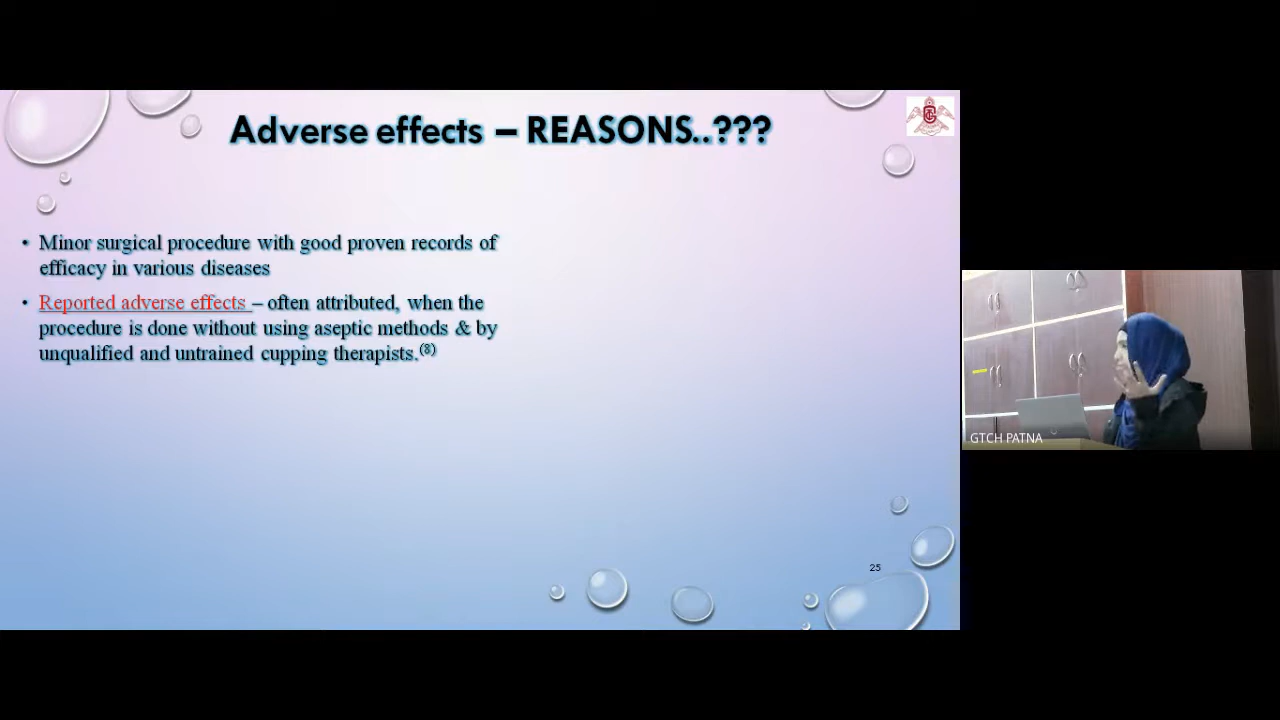 Adverse effects – REASONS..???
• Minor surgical procedure with good proven records of
efficacy in various diseases
• Reported adverse effects – often attributed, when the
procedure is done without using aseptic methods & by
unqualified and untrained cupping therapists.(8)
25
GTCH PATNA